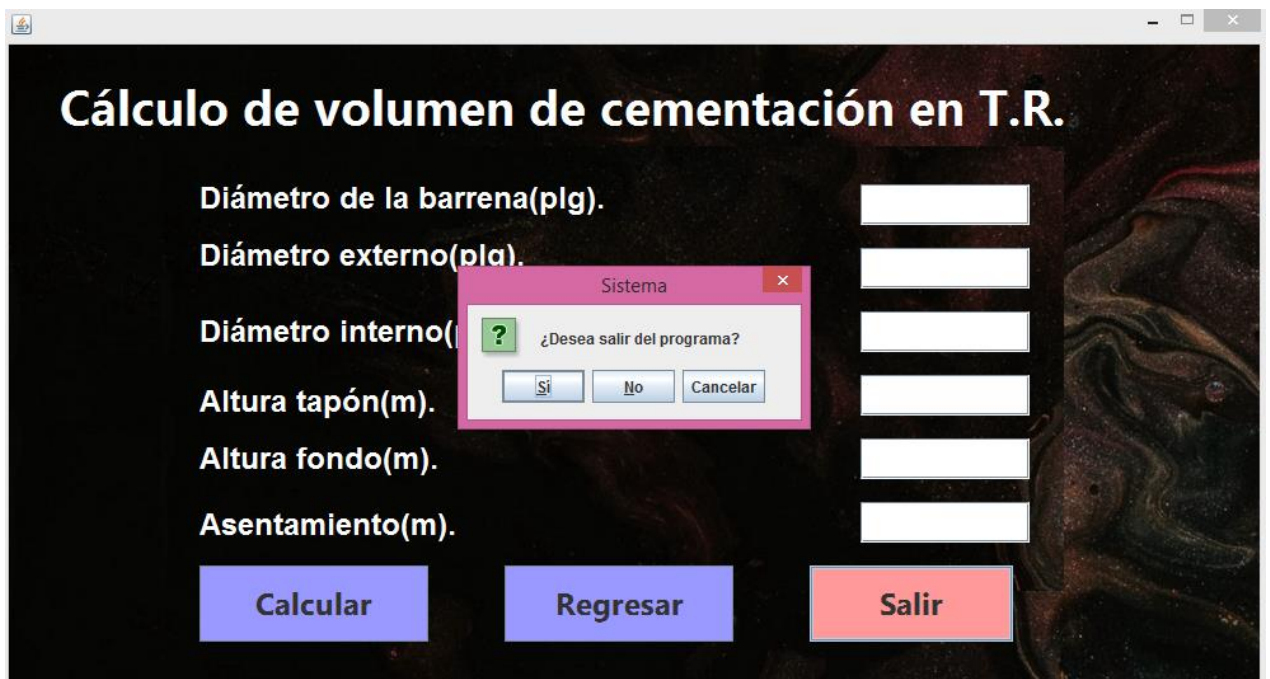 Cálculo de volumen de cementación en T.R.
Diámetro de la barrena(plg).
Diámetro externo(plg).
Sistema
Diámetro interno(
¿Desea salir del programa?
Sí No Cancelar
Altura tapón(m).
Altura fondo(m).
Asentamiento(m).
Calcular Regresar Salir